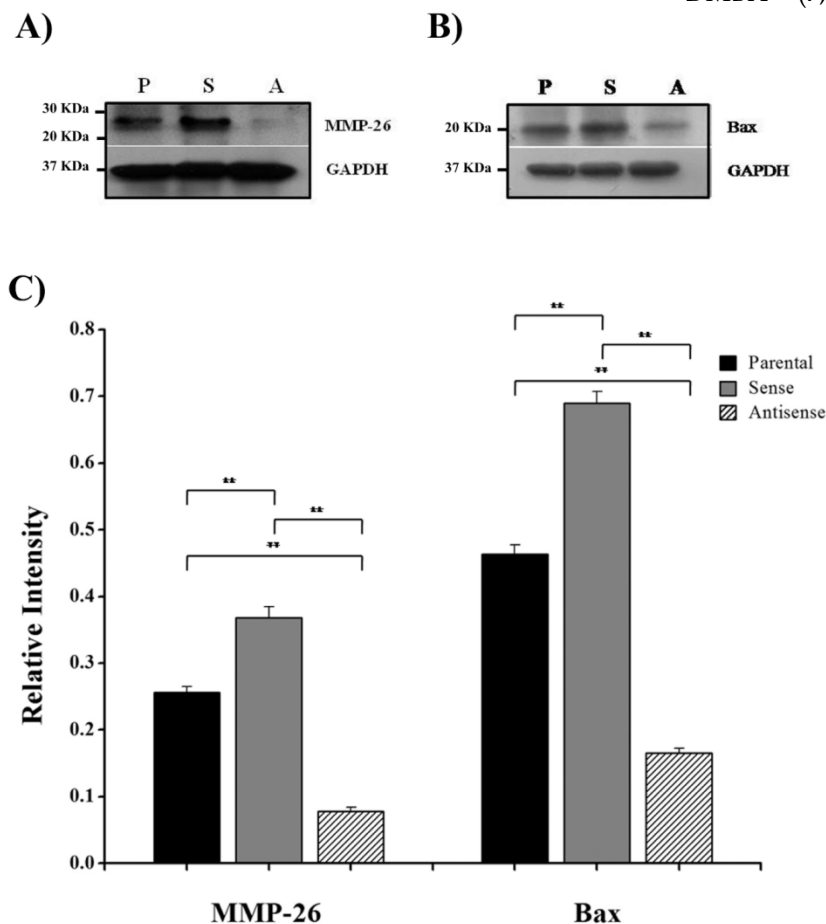 A)
B)
P S A
P S A
30 KDa
20 KDa
MMP-26
37 KDa
GAPDH
20 KDa
Bax
37 KDa
GAPDH
C)
0.8
0.7
0.6
0.5
0.4
0.3
0.2
0.1
0.0
Relative Intensity
**
**
**
**
**
**
Parental
Sense
Antisense
MMP-26
Bax